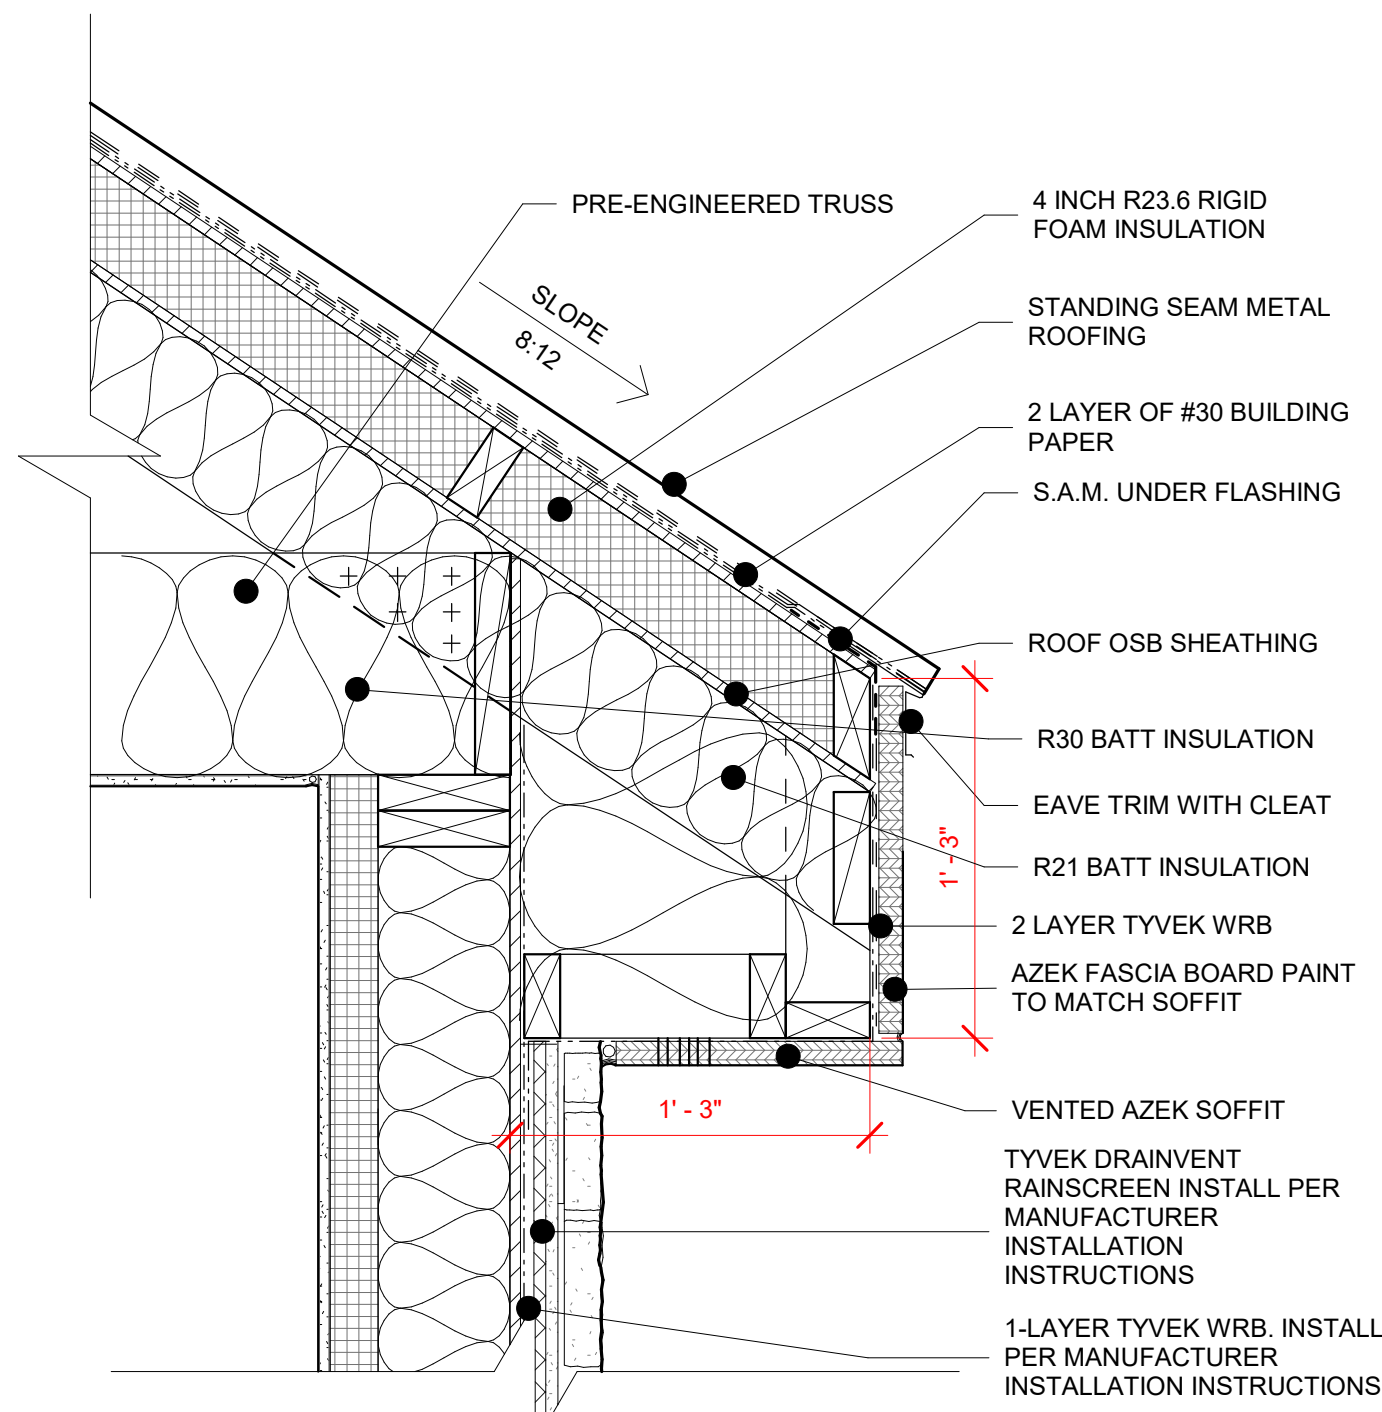 PRE-ENGINEERED TRUSS
4 INCH R23.6 RIGID
FOAM INSULATION
SLOPE
8:12
STANDING SEAM METAL
ROOFING
2 LAYER OF #30 BUILDING
PAPER
S.A.M. UNDER FLASHING
ROOF OSB SHEATHING
R30 BATT INSULATION
EAVE TRIM WITH CLEAT
1' - 3"
R21 BATT INSULATION
2 LAYER TYVEK WRB
AZEK FASCIA BOARD PAINT
TO MATCH SOFFIT
1' - 3"
VENTED AZEK SOFFIT
TYVEK DRAINVENT
RAINSCREEN INSTALL PER
MANUFACTURER
INSTALLATION
INSTRUCTIONS
1-LAYER TYVEK WRB. INSTALL
PER MANUFACTURER
INSTALLATION INSTRUCTIONS